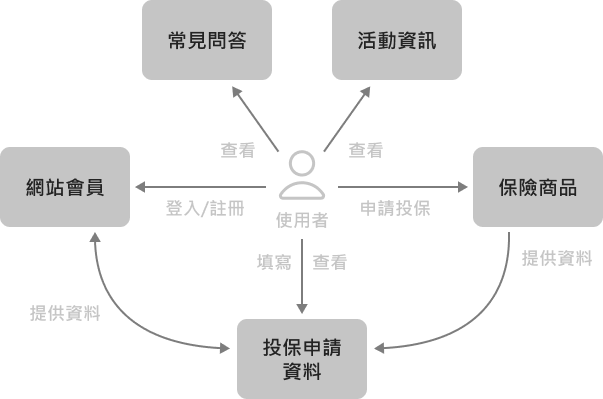 常見問答
活動資訊
查看
查看
網站會員
保險商品
登入/註冊
使用者
申請投保
填寫
查看
提供資料
提供資料
投保申請
資料